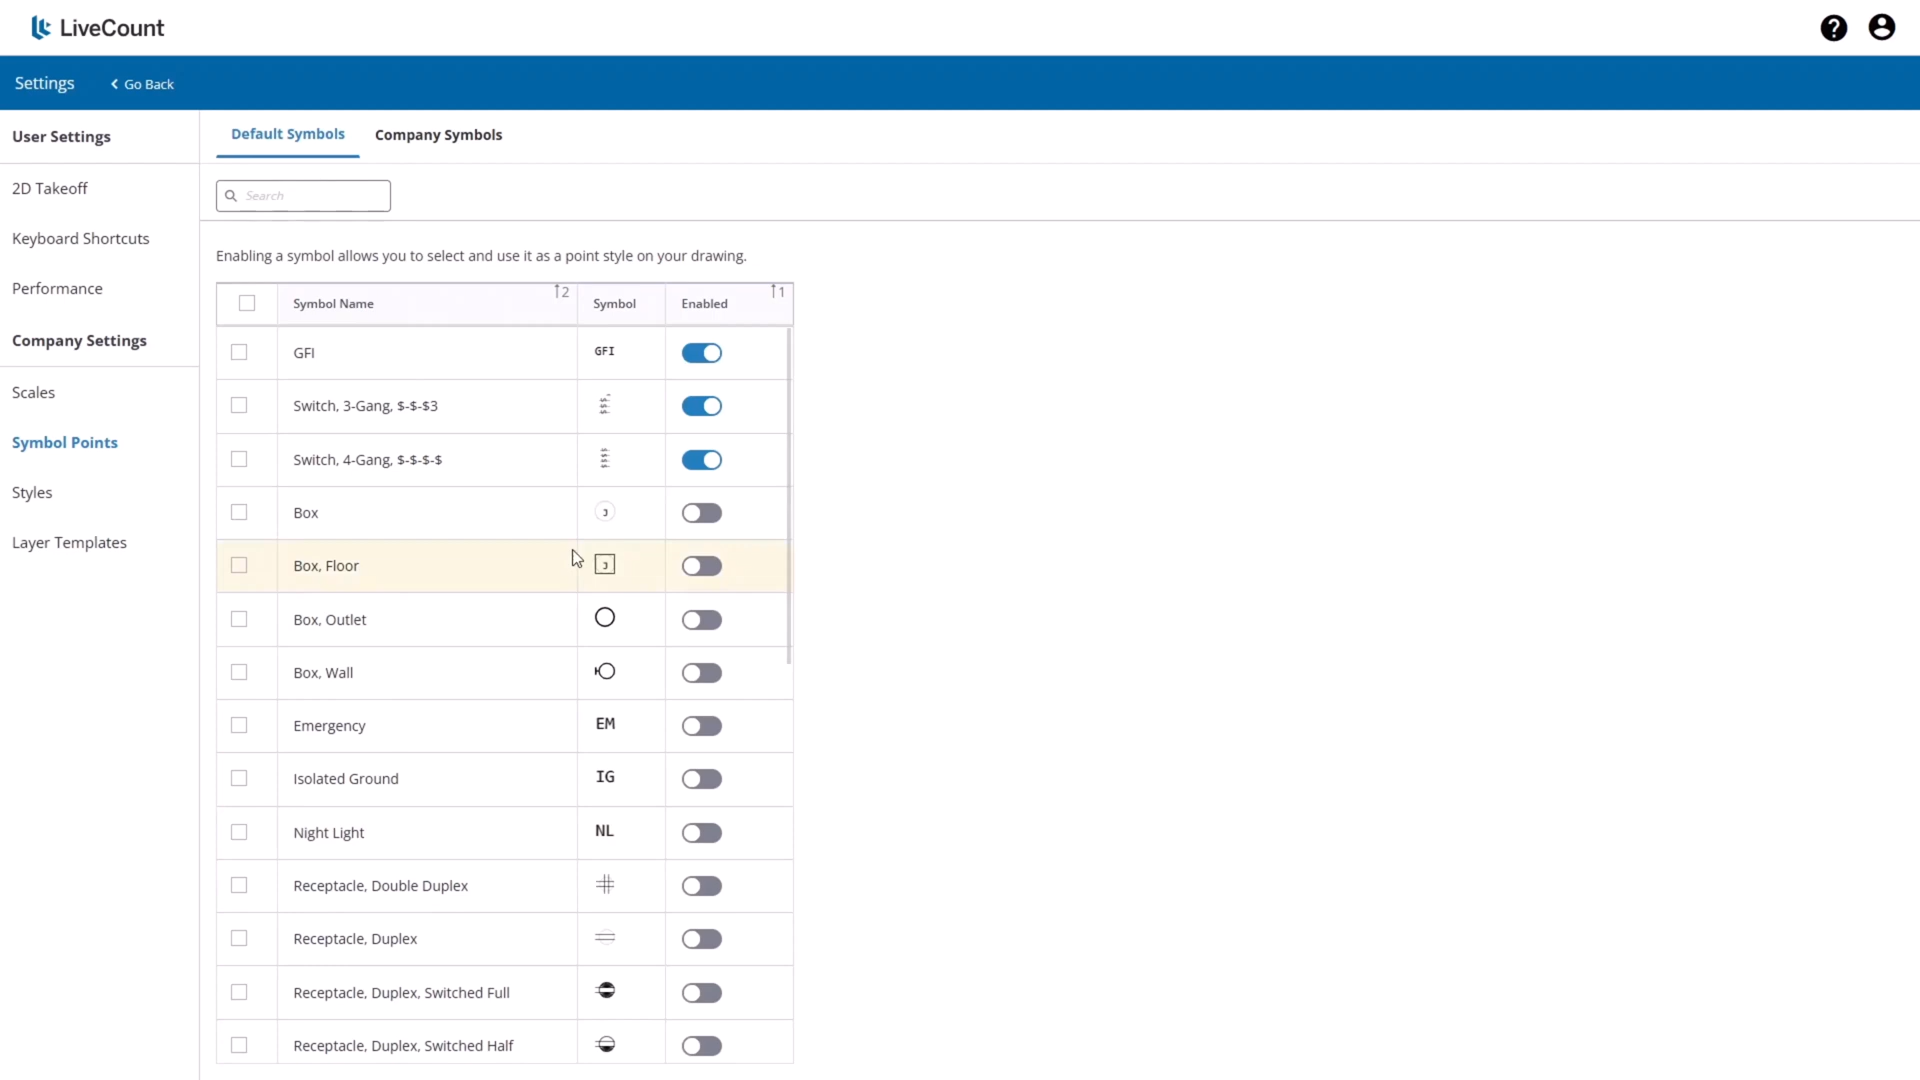 LiveCount
?
Settings
Go Back
User Settings
2D Takeoff
Keyboard Shortcuts
Performance
Company Settings
Scales
Symbol Points
Styles
Layer Templates
Default Symbols
Company Symbols
Search
Enabling a symbol allows you to select and use it as a point style on your drawing.
Symbol Name ↑2 Symbol Enabled ↑1
GFI GFI
Switch, 3-Gang, $-$-$3
Switch, 4-Gang, $-$-$-$
Box J
Box, Floor J
Box, Outlet
Box, Wall
Emergency EM
Isolated Ground IG
Night Light NL
Receptacle, Double Duplex
Receptacle, Duplex
Receptacle, Duplex, Switched Full
Receptacle, Duplex, Switched Half